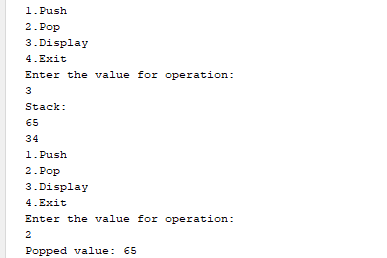 1.Push
2.Pop
3.Display
4.Exit
Enter the value for operation:
3
Stack:
65
34
1.Push
2.Pop
3.Display
4.Exit
Enter the value for operation:
2
Popped value: 65